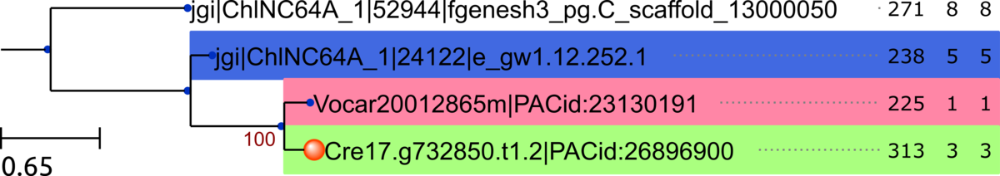 jgi|ChlNC64A_1|52944|fgenesh3_pg.C_scaffold_13000050 271 8 8
jgi|ChlNC64A_1|24122|e_gw1.12.252.1 238 5 5
Vocar20012865m|PACid:23130191 225 1 1
100
Cre17.g732850.t1.2|PACid:26896900 313 3 3
0.65